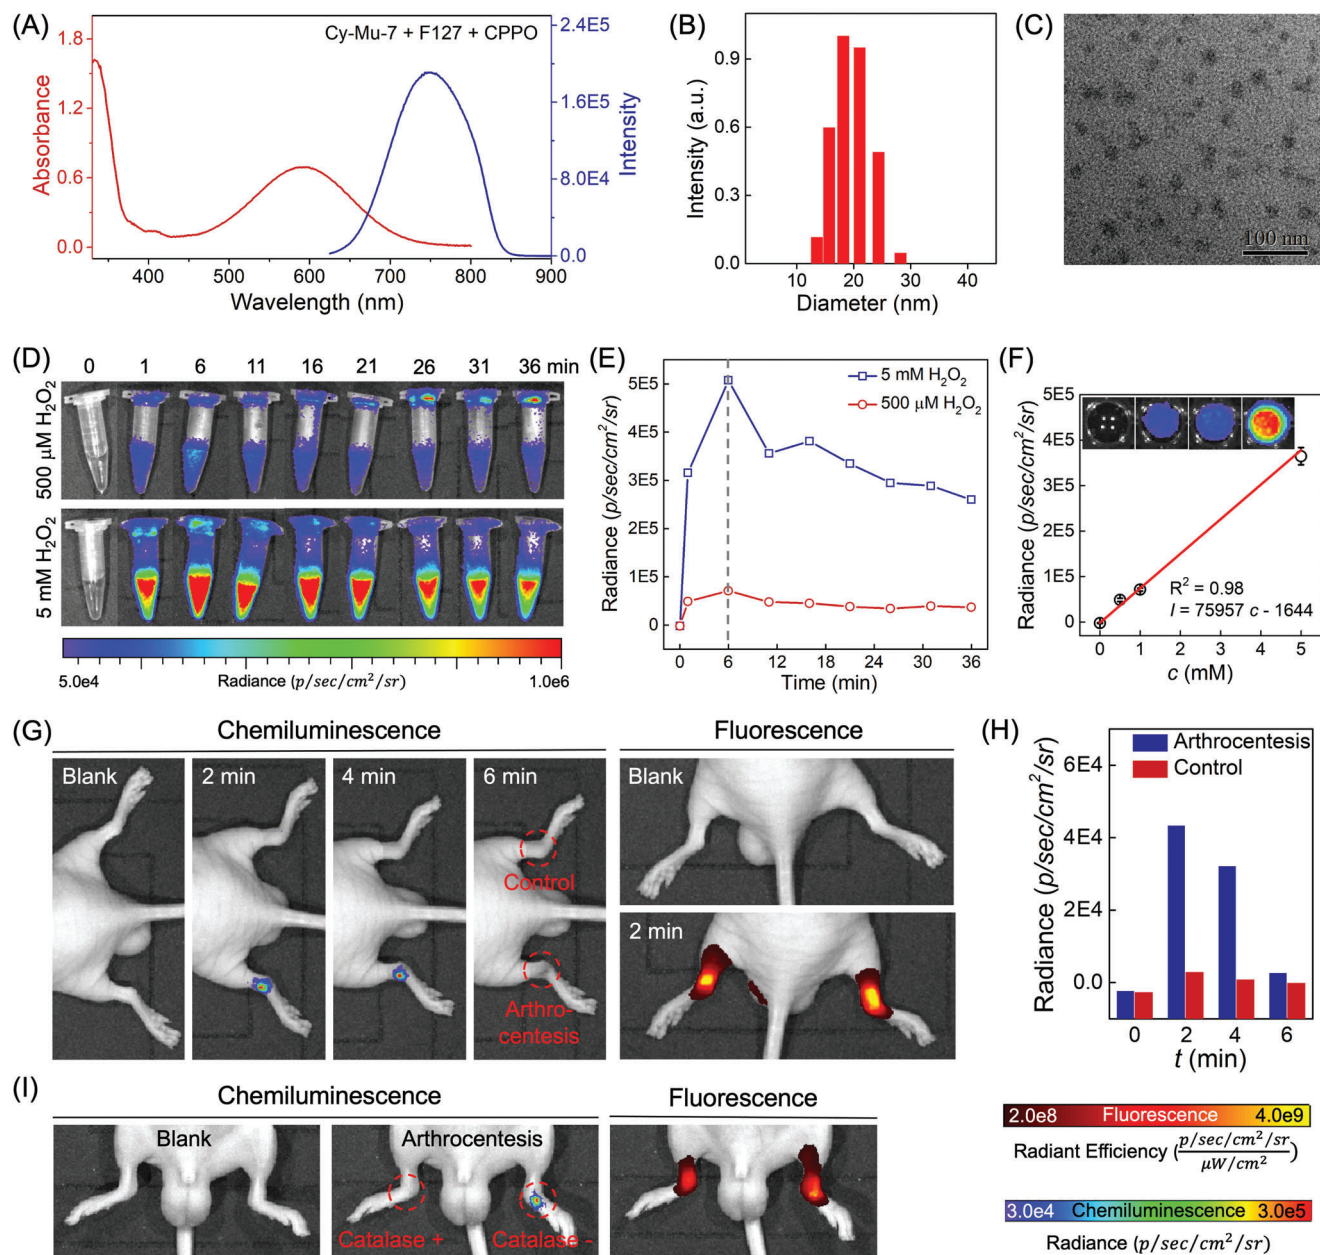 (A)
Cy-Mu-7 + F127 + CPPO
Absorbance
1.8
1.2
0.6
0.0
2.4E5
1.6E5
8.0E4
0.0
Intensity
400 500 600 700 800 900
Wavelength (nm)
(B)
Intensity (a.u.)
0.9
0.6
0.3
0.0
10 20 30 40
Diameter (nm)
(C)
100 nm
(D)
0 1 6 11 16 21 26 31 36 min
500 μM H₂O₂
5 mM H₂O₂
5.0e4 Radiance (p/sec/cm²/sr) 1.0e6
(E)
Radiance (p/sec/cm²/sr)
5E5
4E5
3E5
2E5
1E5
0
5 mM H₂O₂
500 μM H₂O₂
0 6 12 18 24 30 36
Time (min)
(F)
Radiance (p/sec/cm²/sr)
5E5
4E5
3E5
2E5
1E5
0
R² = 0.98
I = 75957 c - 1644
0 1 2 3 4 5
c (mM)
(G)
Chemiluminescence
Blank
2 min
4 min
6 min
Control
Arthro-
centesis
Fluorescence
Blank
2 min
(H)
Radiance (p/sec/cm²/sr)
6E4
4E4
2E4
0.0
Arthrocentesis
Control
0 2 4 6
t (min)
(I)
Chemiluminescence
Blank
Arthrocentesis
Catalase +
Catalase -
Fluorescence
2.0e8 Fluorescence 4.0e9
Radiant Efficiency (p/sec/cm²/sr / μW/cm²)
3.0e4 Chemiluminescence 3.0e5
Radiance (p/sec/cm²/sr)